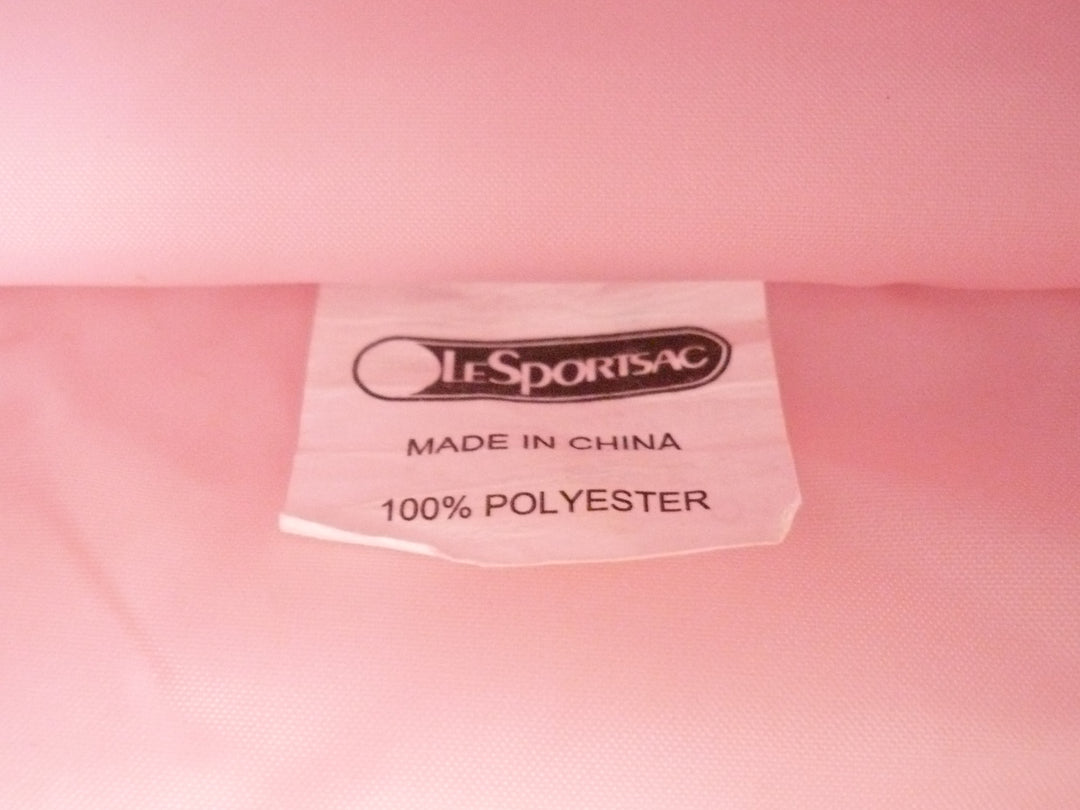 LeSportsac
MADE IN CHINA
100% POLYESTER